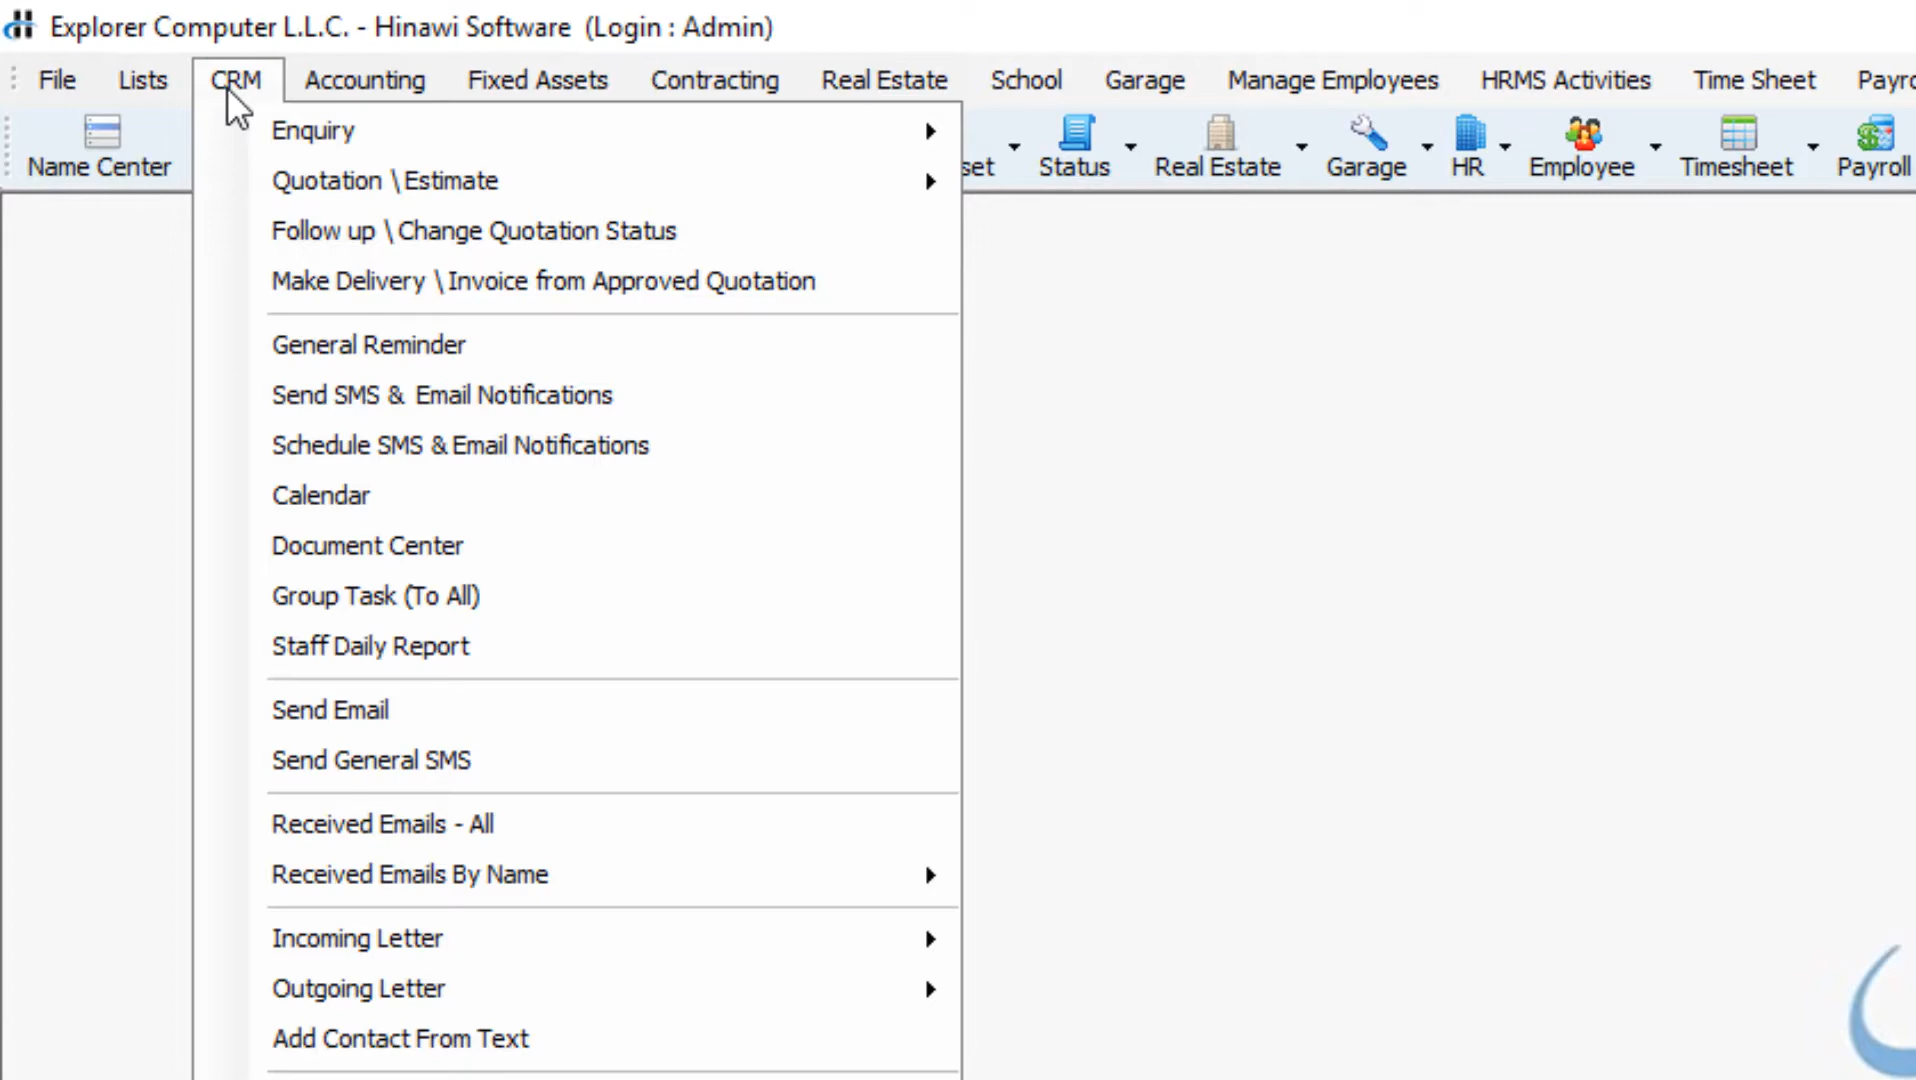 Explorer Computer L.L.C. - Hinawi Software (Login : Admin)
File Lists CRM Accounting Fixed Assets Contracting Real Estate School Garage Manage Employees HRMS Activities Time Sheet Payro
Name Center set Status Real Estate Garage HR Employee Timesheet Payroll
Enquiry
Quotation \ Estimate
Follow up \ Change Quotation Status
Make Delivery \ Invoice from Approved Quotation
General Reminder
Send SMS & Email Notifications
Schedule SMS & Email Notifications
Calendar
Document Center
Group Task (To All)
Staff Daily Report
Send Email
Send General SMS
Received Emails - All
Received Emails By Name
Incoming Letter
Outgoing Letter
Add Contact From Text